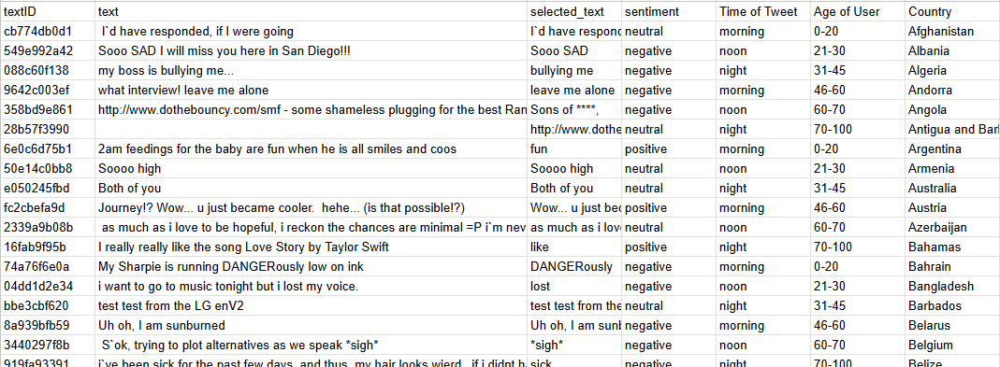 textID text selected_text sentiment Time of Tweet Age of User Country
cb774db0d1 I`d have responded, if I were going I`d have respond neutral morning 0-20 Afghanistan
549e992a42 Sooo SAD I will miss you here in San Diego!!! Sooo SAD negative noon 21-30 Albania
088c60f138 my boss is bullying me... bullying me negative night 31-45 Algeria
9642c003ef what interview! leave me alone leave me alone negative morning 46-60 Andorra
358bd9e861 http://www.dothebouncy.com/smf - some shameless plugging for the best Ran Sons of ****, negative noon 60-70 Angola
28b57f3990 http://www.dothe neutral night 70-100 Antigua and Bar
6e0c6d75b1 2am feedings for the baby are fun when he is all smiles and coos fun positive morning 0-20 Argentina
50e14c0bb8 Soooo high Soooo high neutral noon 21-30 Armenia
e050245fbd Both of you Both of you neutral night 31-45 Australia
fc2cbefa9d Journey!? Wow... u just became cooler. hehe... (is that possible!?) Wow... u just bec positive morning 46-60 Austria
2339a9b08b as much as i love to be hopeful, i reckon the chances are minimal =P i`m nev as much as i lov neutral noon 60-70 Azerbaijan
16fab9f95b I really really like the song Love Story by Taylor Swift like positive night 70-100 Bahamas
74a76f6e0a My Sharpie is running DANGERously low on ink DANGERously negative morning 0-20 Bahrain
04dd1d2e34 i want to go to music tonight but i lost my voice. lost negative noon 21-30 Bangladesh
bbe3cbf620 test test from the LG enV2 test test from the neutral night 31-45 Barbados
8a939bfb59 Uh oh, I am sunburned Uh oh, I am sunb negative morning 46-60 Belarus
3440297f8b S`ok, trying to plot alternatives as we speak *sigh* *sigh* negative noon 60-70 Belgium
919fa93391 i`ve been sick for the past few days and thus, my hair looks wierd. if i didnt h sick negative night 70-100 Belize